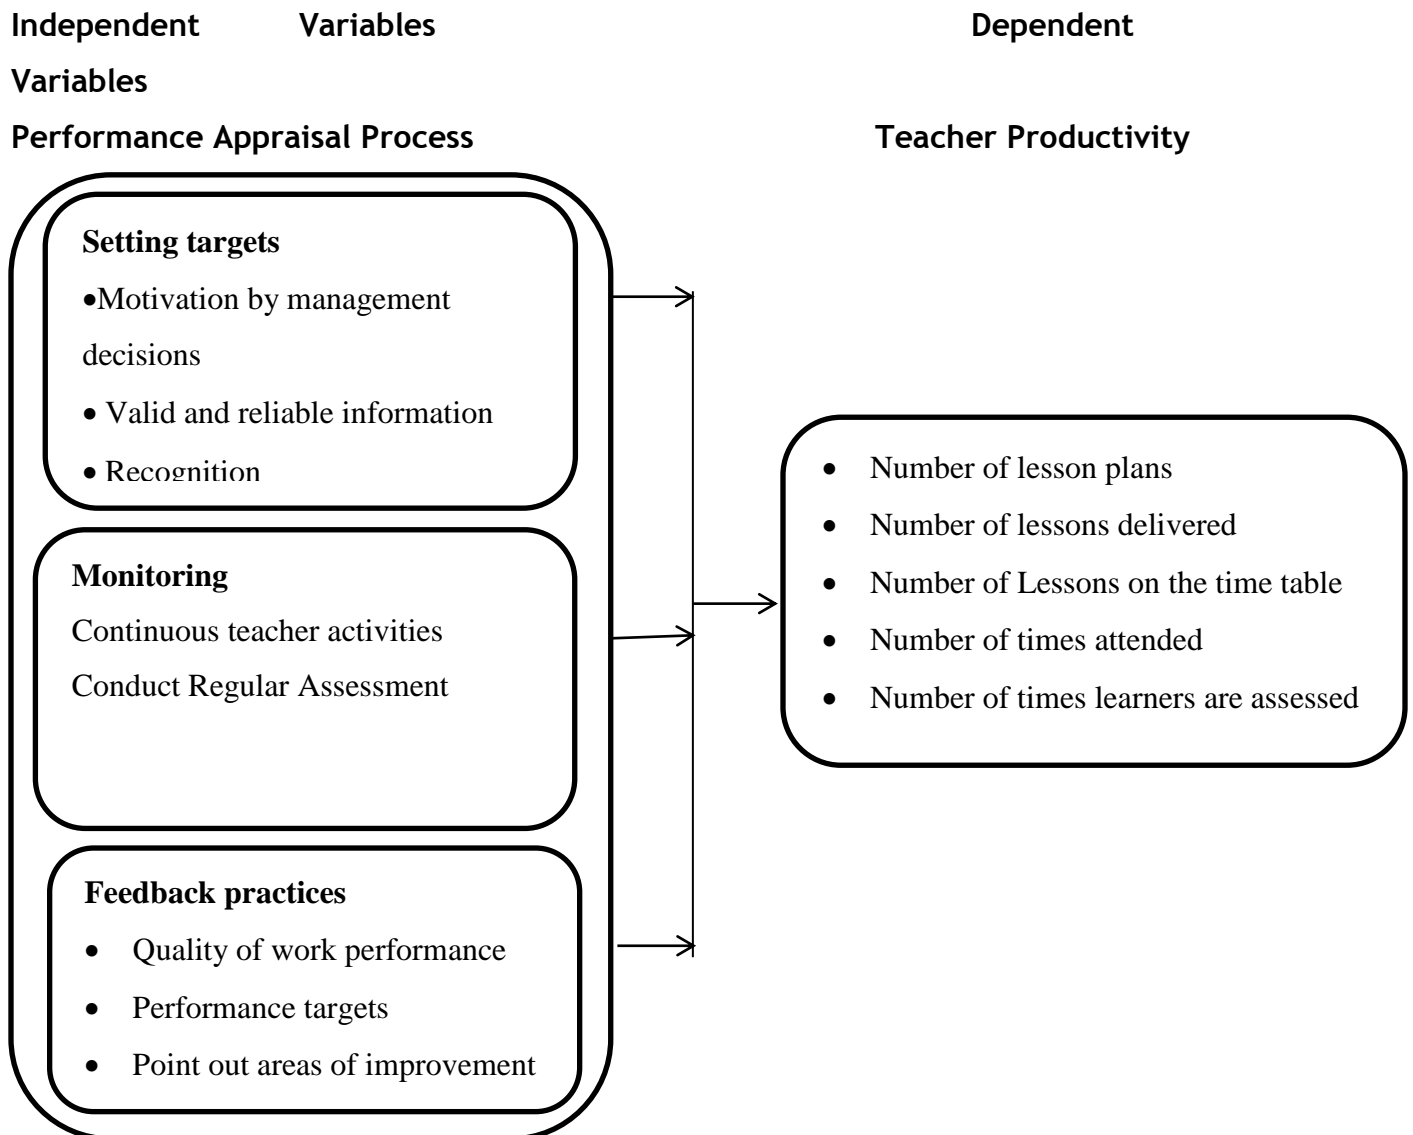 Independent Variables Dependent
Variables
Performance Appraisal Process Teacher Productivity
Setting targets
•Motivation by management
decisions
• Valid and reliable information
• Recognition
Monitoring
Continuous teacher activities
Conduct Regular Assessment
Feedback practices
• Quality of work performance
• Performance targets
• Point out areas of improvement
• Number of lesson plans
• Number of lessons delivered
• Number of Lessons on the time table
• Number of times attended
• Number of times learners are assessed